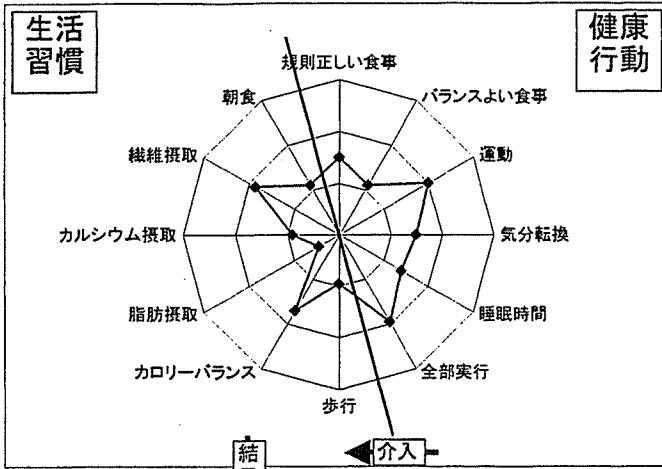 生活
習慣
健康
行動
規則正しい食事
バランスよい食事
運動
気分転換
睡眠時間
全部実行
歩行
カロリーバランス
脂肪摂取
カルシウム摂取
繊維摂取
朝食
介入
結